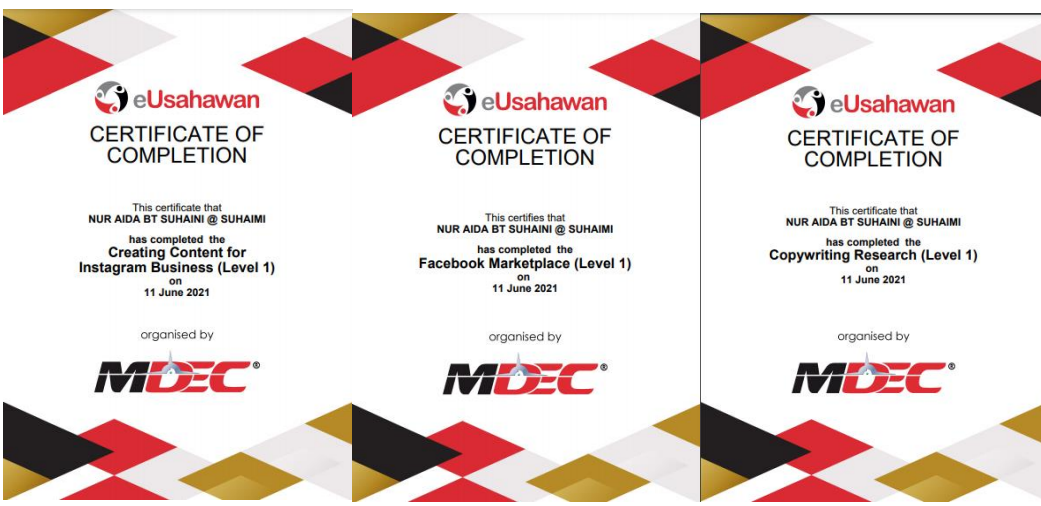 eUsahawan
CERTIFICATE OF
COMPLETION
This certificate that
NUR AIDA BT SUHAINI @ SUHAIMI
has completed the
Creating Content for
Instagram Business (Level 1)
on
11 June 2021
organised by
MDEC®
eUsahawan
CERTIFICATE OF
COMPLETION
This certifies that
NUR AIDA BT SUHAINI @ SUHAIMI
has completed the
Facebook Marketplace (Level 1)
on
11 June 2021
organised by
MDEC®
eUsahawan
CERTIFICATE OF
COMPLETION
This certificate that
NUR AIDA BT SUHAINI @ SUHAIMI
has completed the
Copywriting Research (Level 1)
on
11 June 2021
organised by
MDEC®